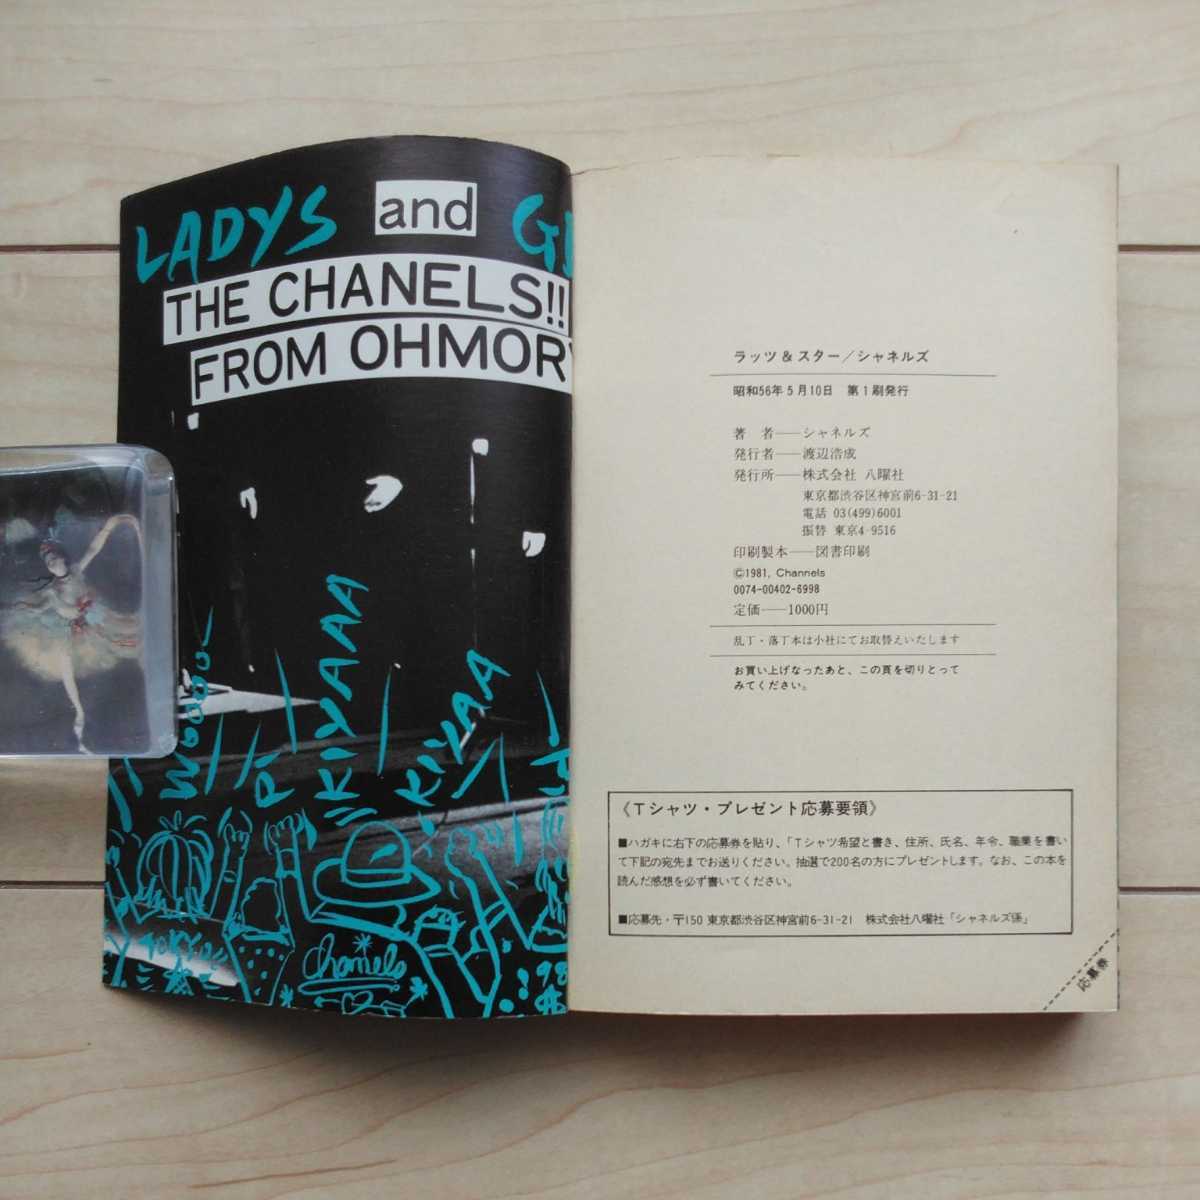 LADYS and
THE CHANELS!!
FROM OHMORY
Woooo
Pi
KIYAAAA
KIYAA
TOKYO
Chanels
ラッツ&スター/シャネルズ
昭和56年5月10日 第1刷発行
著 者──シャネルズ
発行者──渡辺浩成
発行所──株式会社 八曜社
東京都渋谷区神宮前6-31-21
電話 03(499)6001
振替 東京4-9516
印刷製本──図書印刷
©1981, Channels
0074-00402-6998
定価──1000円
乱丁・落丁本は小社にてお取替えいたします
お買い上げなったあと、この頁を切りとって
みてください。
《Tシャツ・プレゼント応募要領》
■ハガキに右下の応募券を貼り、「Tシャツ希望と書き、住所、氏名、年令、職業を書い
て下記の宛先までお送りください。抽選で200名の方にプレゼントします。なお、この本を
読んだ感想を必ず書いてください。
■応募先・〒150 東京都渋谷区神宮前6-31-21 株式会社八曜社「シャネルズ係」
応募券